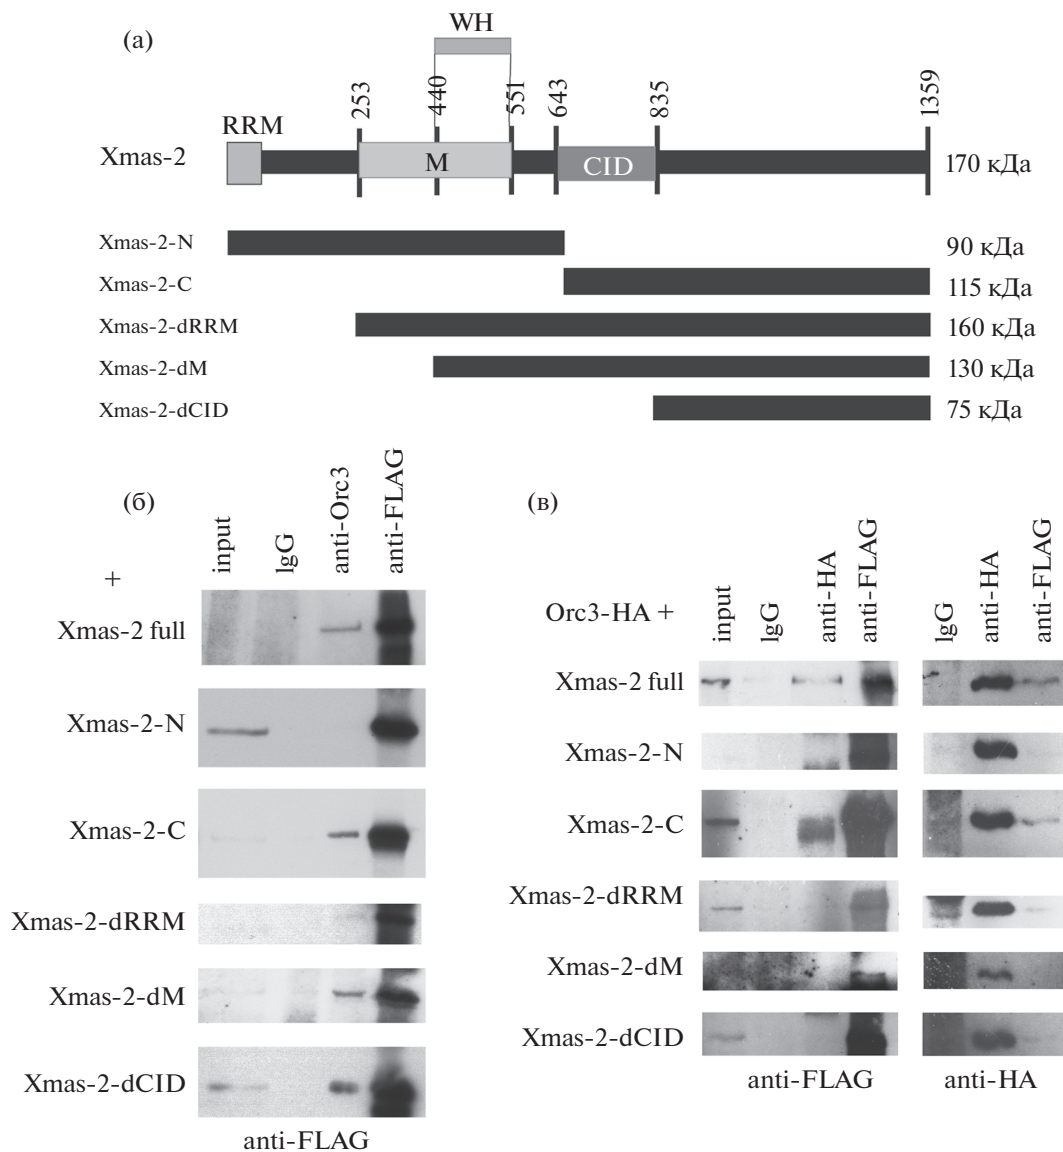 (а)
WH
253
440
551
643
835
1359
RRM
Xmas-2
M
CID
170 кДа
Xmas-2-N
90 кДа
Xmas-2-C
115 кДа
Xmas-2-dRRM
160 кДа
Xmas-2-dM
130 кДа
Xmas-2-dCID
75 кДа
(б)
input
IgG
anti-Orc3
anti-FLAG
+
Xmas-2 full
Xmas-2-N
Xmas-2-C
Xmas-2-dRRM
Xmas-2-dM
Xmas-2-dCID
anti-FLAG
(в)
input
IgG
anti-HA
anti-FLAG
IgG
anti-HA
anti-FLAG
Orc3-HA +
Xmas-2 full
Xmas-2-N
Xmas-2-C
Xmas-2-dRRM
Xmas-2-dM
Xmas-2-dCID
anti-FLAG
anti-HA